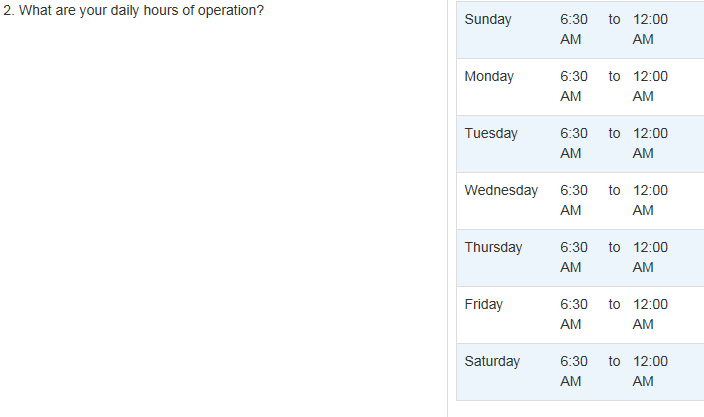 2. What are your daily hours of operation?
Sunday 6:30 to 12:00
AM AM
Monday 6:30 to 12:00
AM AM
Tuesday 6:30 to 12:00
AM AM
Wednesday 6:30 to 12:00
AM AM
Thursday 6:30 to 12:00
AM AM
Friday 6:30 to 12:00
AM AM
Saturday 6:30 to 12:00
AM AM